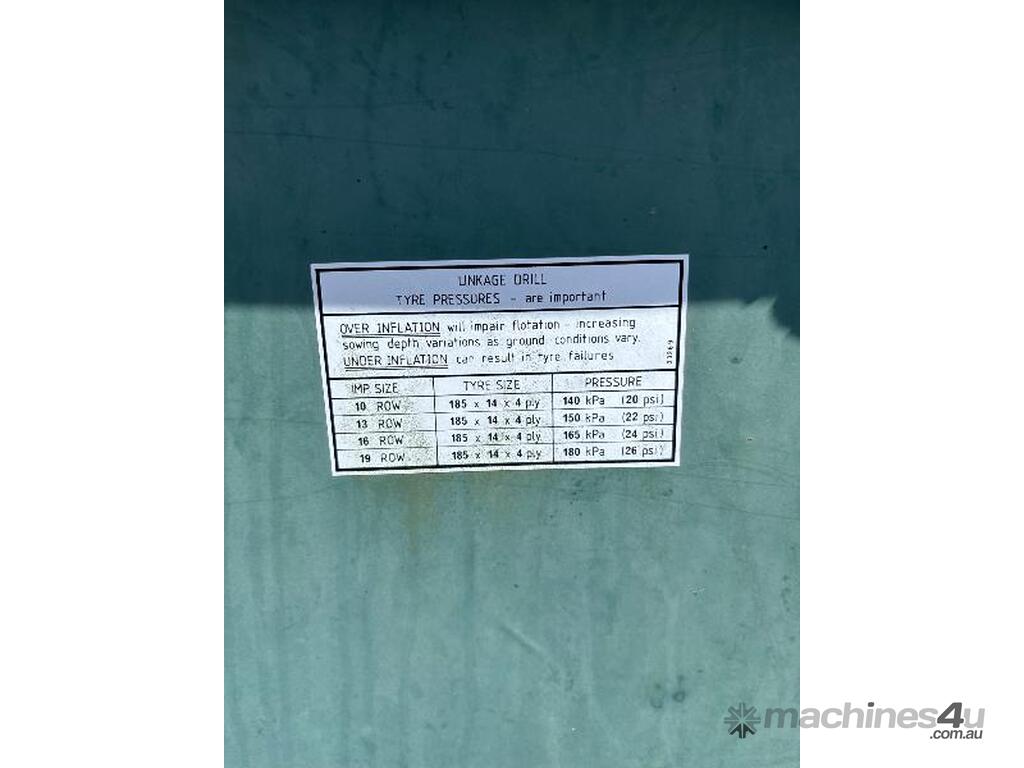 LINKAGE DRILL
TYRE PRESSURES - are important
OVER INFLATION will impair flotation - increasing
sowing depth variations as ground conditions vary.
UNDER INFLATION can result in tyre failures
33269
IMP. SIZE TYRE SIZE PRESSURE
10 ROW 185 x 14 x 4 ply 140 kPa (20 psi)
13 ROW 185 x 14 x 4 ply 150 kPa (22 psi)
16 ROW 185 x 14 x 4 ply 165 kPa (24 psi)
19 ROW 185 x 14 x 4 ply 180 kPa (26 psi)
machines4u
.com.au